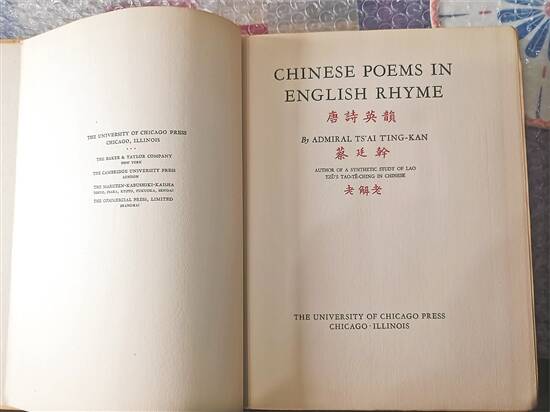 THE UNIVERSITY OF CHICAGO PRESS
CHICAGO, ILLINOIS
THE BAKER & TAYLOR COMPANY
NEW YORK
THE CAMBRIDGE UNIVERSITY PRESS
LONDON
THE MARUZEN-KABUSHIKI-KAISHA
TOKYO, OSAKA, KYOTO, FUKUOKA, SENDAI
THE COMMERCIAL PRESS, LIMITED
SHANGHAI
CHINESE POEMS IN
ENGLISH RHYME
唐詩英韻
By ADMIRAL TS'AI T'ING-KAN
蔡廷幹
AUTHOR OF A SYNTHETIC STUDY OF LAO
TZŬ'S TAO-TÊ-CHING IN CHINESE
老解老
THE UNIVERSITY OF CHICAGO PRESS
CHICAGO · ILLINOIS